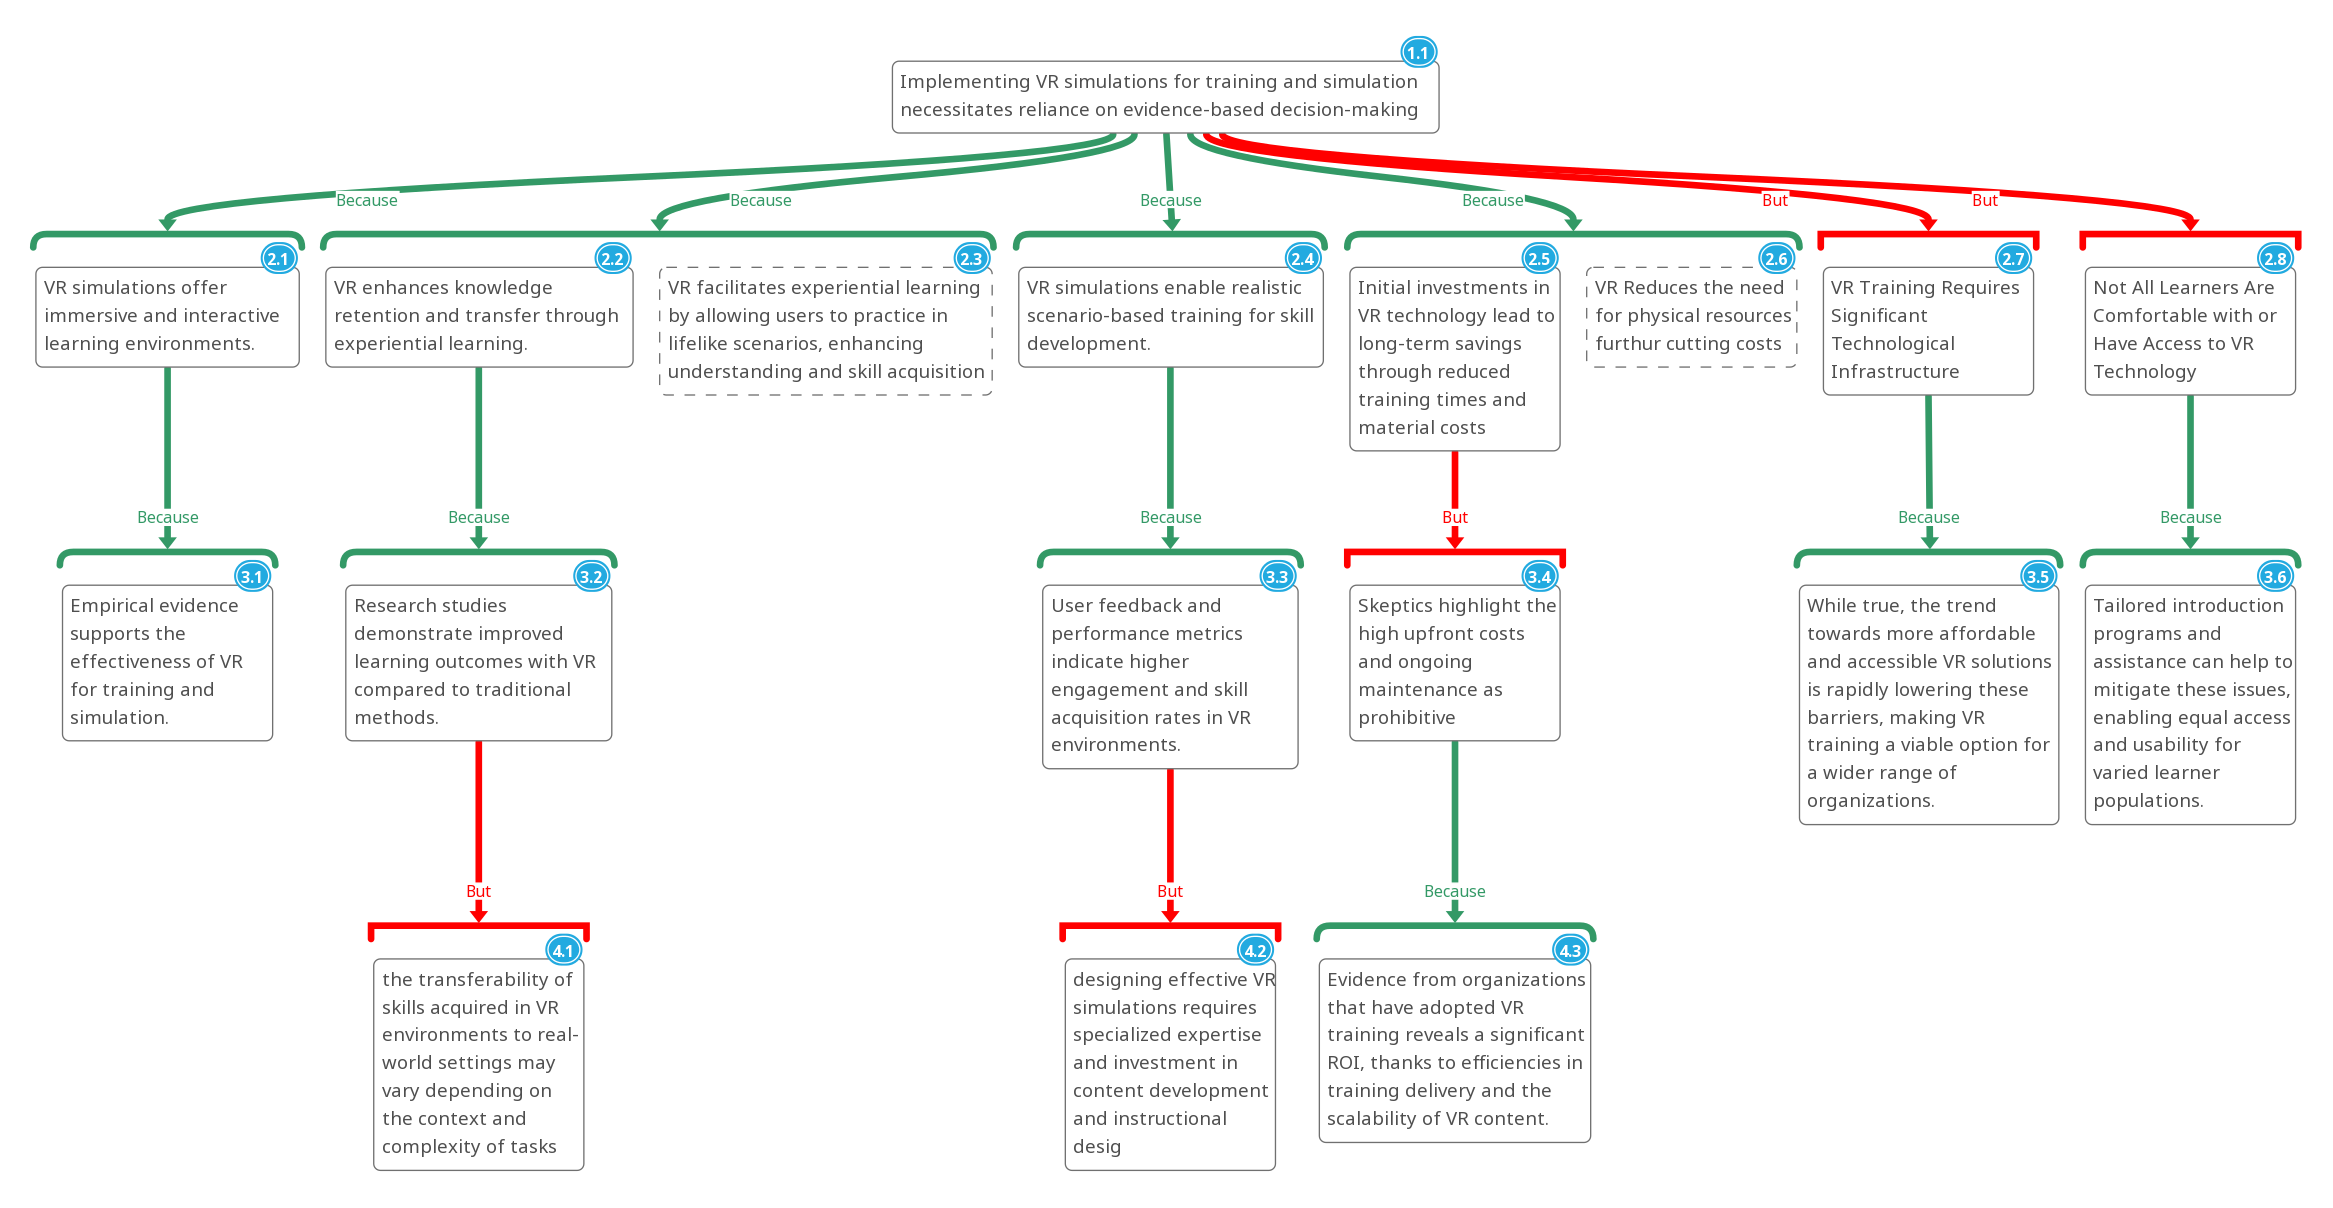 1.1
Implementing VR simulations for training and simulation
necessitates reliance on evidence-based decision-making
Because
Because
Because
Because
But
But
2.1
VR simulations offer
immersive and interactive
learning environments.
2.2
VR enhances knowledge
retention and transfer through
experiential learning.
2.3
VR facilitates experiential learning
by allowing users to practice in
lifelike scenarios, enhancing
understanding and skill acquisition
2.4
VR simulations enable realistic
scenario-based training for skill
development.
2.5
Initial investments in
VR technology lead to
long-term savings
through reduced
training times and
material costs
2.6
VR Reduces the need
for physical resources
furthur cutting costs
2.7
VR Training Requires
Significant
Technological
Infrastructure
2.8
Not All Learners Are
Comfortable with or
Have Access to VR
Technology
Because
Because
Because
But
Because
Because
3.1
Empirical evidence
supports the
effectiveness of VR
for training and
simulation.
3.2
Research studies
demonstrate improved
learning outcomes with VR
compared to traditional
methods.
3.3
User feedback and
performance metrics
indicate higher
engagement and skill
acquisition rates in VR
environments.
3.4
Skeptics highlight the
high upfront costs
and ongoing
maintenance as
prohibitive
3.5
While true, the trend
towards more affordable
and accessible VR solutions
is rapidly lowering these
barriers, making VR
training a viable option for
a wider range of
organizations.
3.6
Tailored introduction
programs and
assistance can help to
mitigate these issues,
enabling equal access
and usability for
varied learner
populations.
But
But
Because
4.1
the transferability of
skills acquired in VR
environments to real-
world settings may
vary depending on
the context and
complexity of tasks
4.2
designing effective VR
simulations requires
specialized expertise
and investment in
content development
and instructional
desig
4.3
Evidence from organizations
that have adopted VR
training reveals a significant
ROI, thanks to efficiencies in
training delivery and the
scalability of VR content.